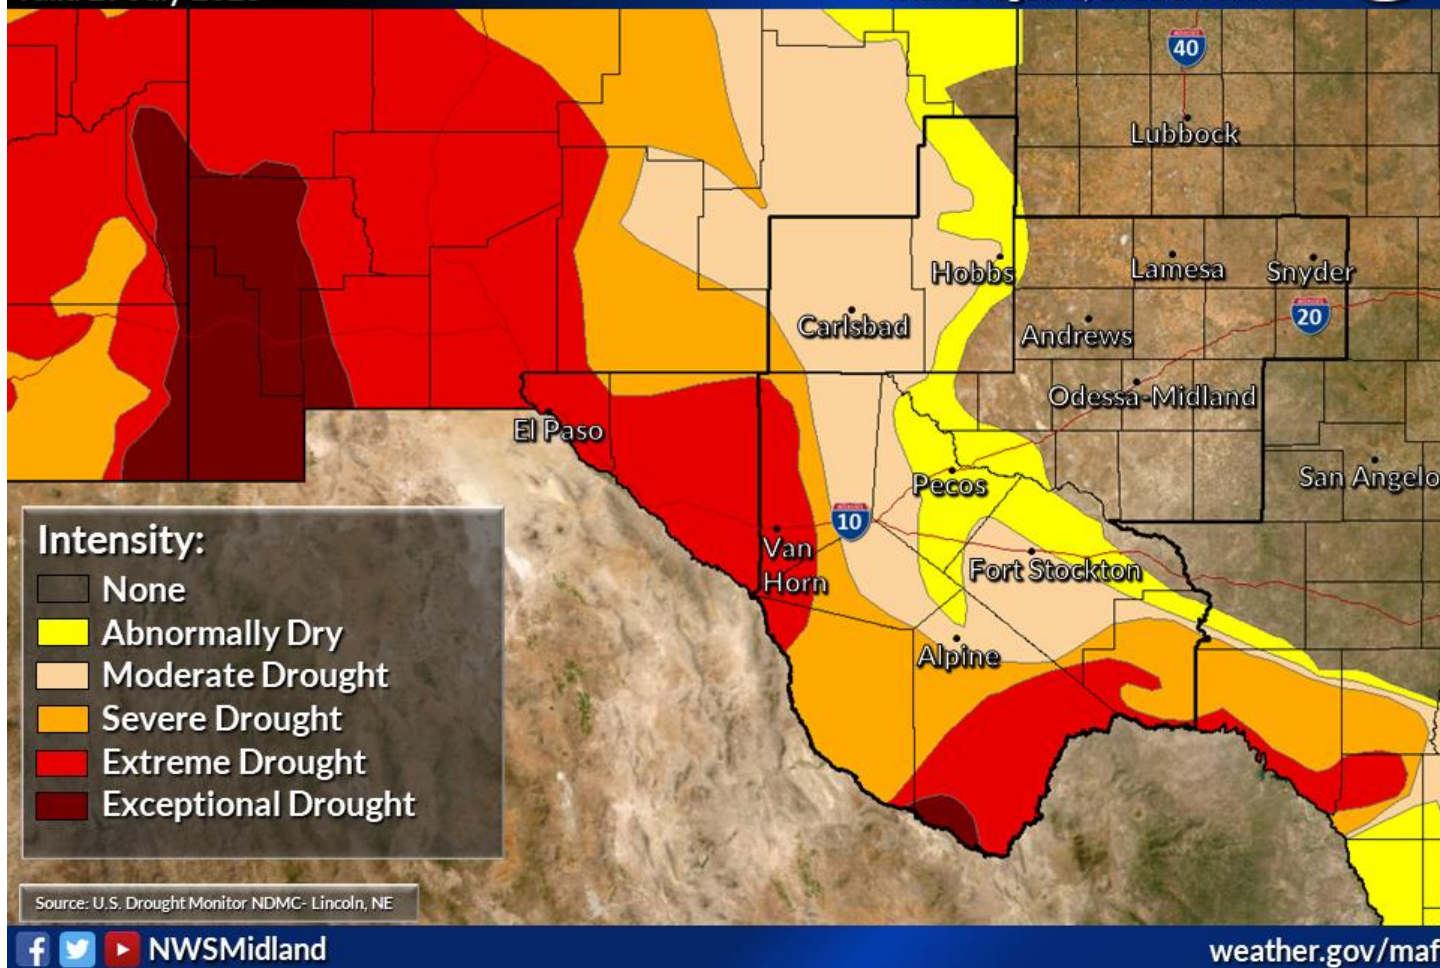 40
Lubbock
Hobbs
Lamesa
Snyder
Carlsbad
Andrews
20
Odessa-Midland
El Paso
San Angelo
Pecos
10
Van
Horn
Fort Stockton
Alpine
Intensity:
None
Abnormally Dry
Moderate Drought
Severe Drought
Extreme Drought
Exceptional Drought
Source: U.S. Drought Monitor NDMC- Lincoln, NE
NWSMidland
weather.gov/maf